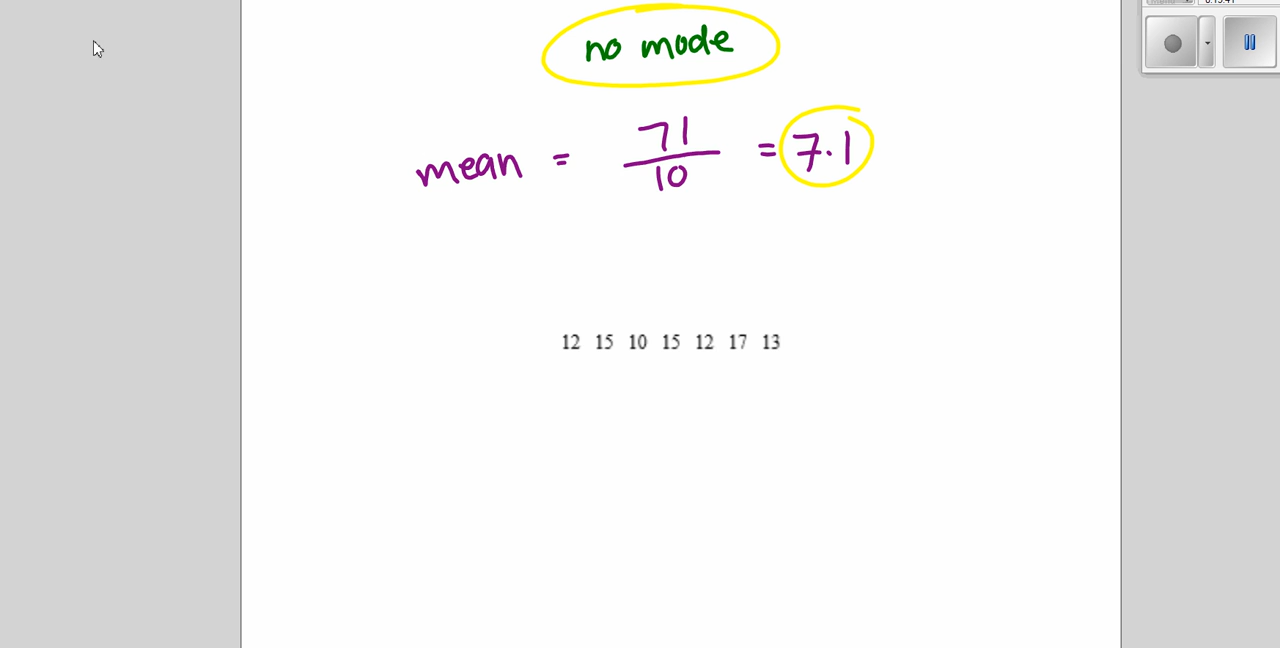 no mode
mean = 71/10 = 7.1
12 15 10 15 12 17 13